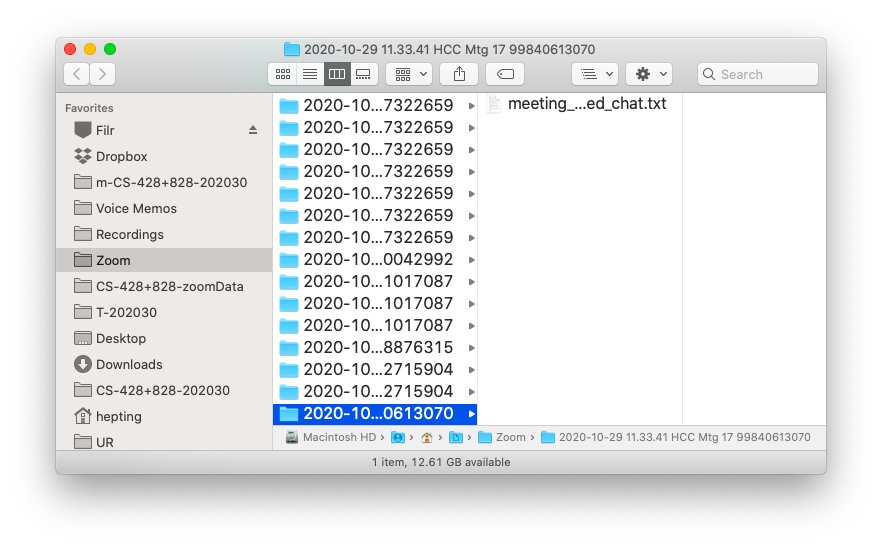 2020-10-29 11.33.41 HCC Mtg 17 99840613070
Search
Favorites
Filr
Dropbox
m-CS-428+828-202030
Voice Memos
Recordings
Zoom
CS-428+828-zoomData
T-202030
Desktop
Downloads
CS-428+828-202030
hepting
UR
2020-10...7322659
2020-10...7322659
2020-10...7322659
2020-10...7322659
2020-10...7322659
2020-10...7322659
2020-10...7322659
2020-10...0042992
2020-10...1017087
2020-10...1017087
2020-10...1017087
2020-10...8876315
2020-10...2715904
2020-10...2715904
2020-10...0613070
meeting_...ed_chat.txt
Macintosh HD › › › › Zoom › 2020-10-29 11.33.41 HCC Mtg 17 99840613070
1 item, 12.61 GB available